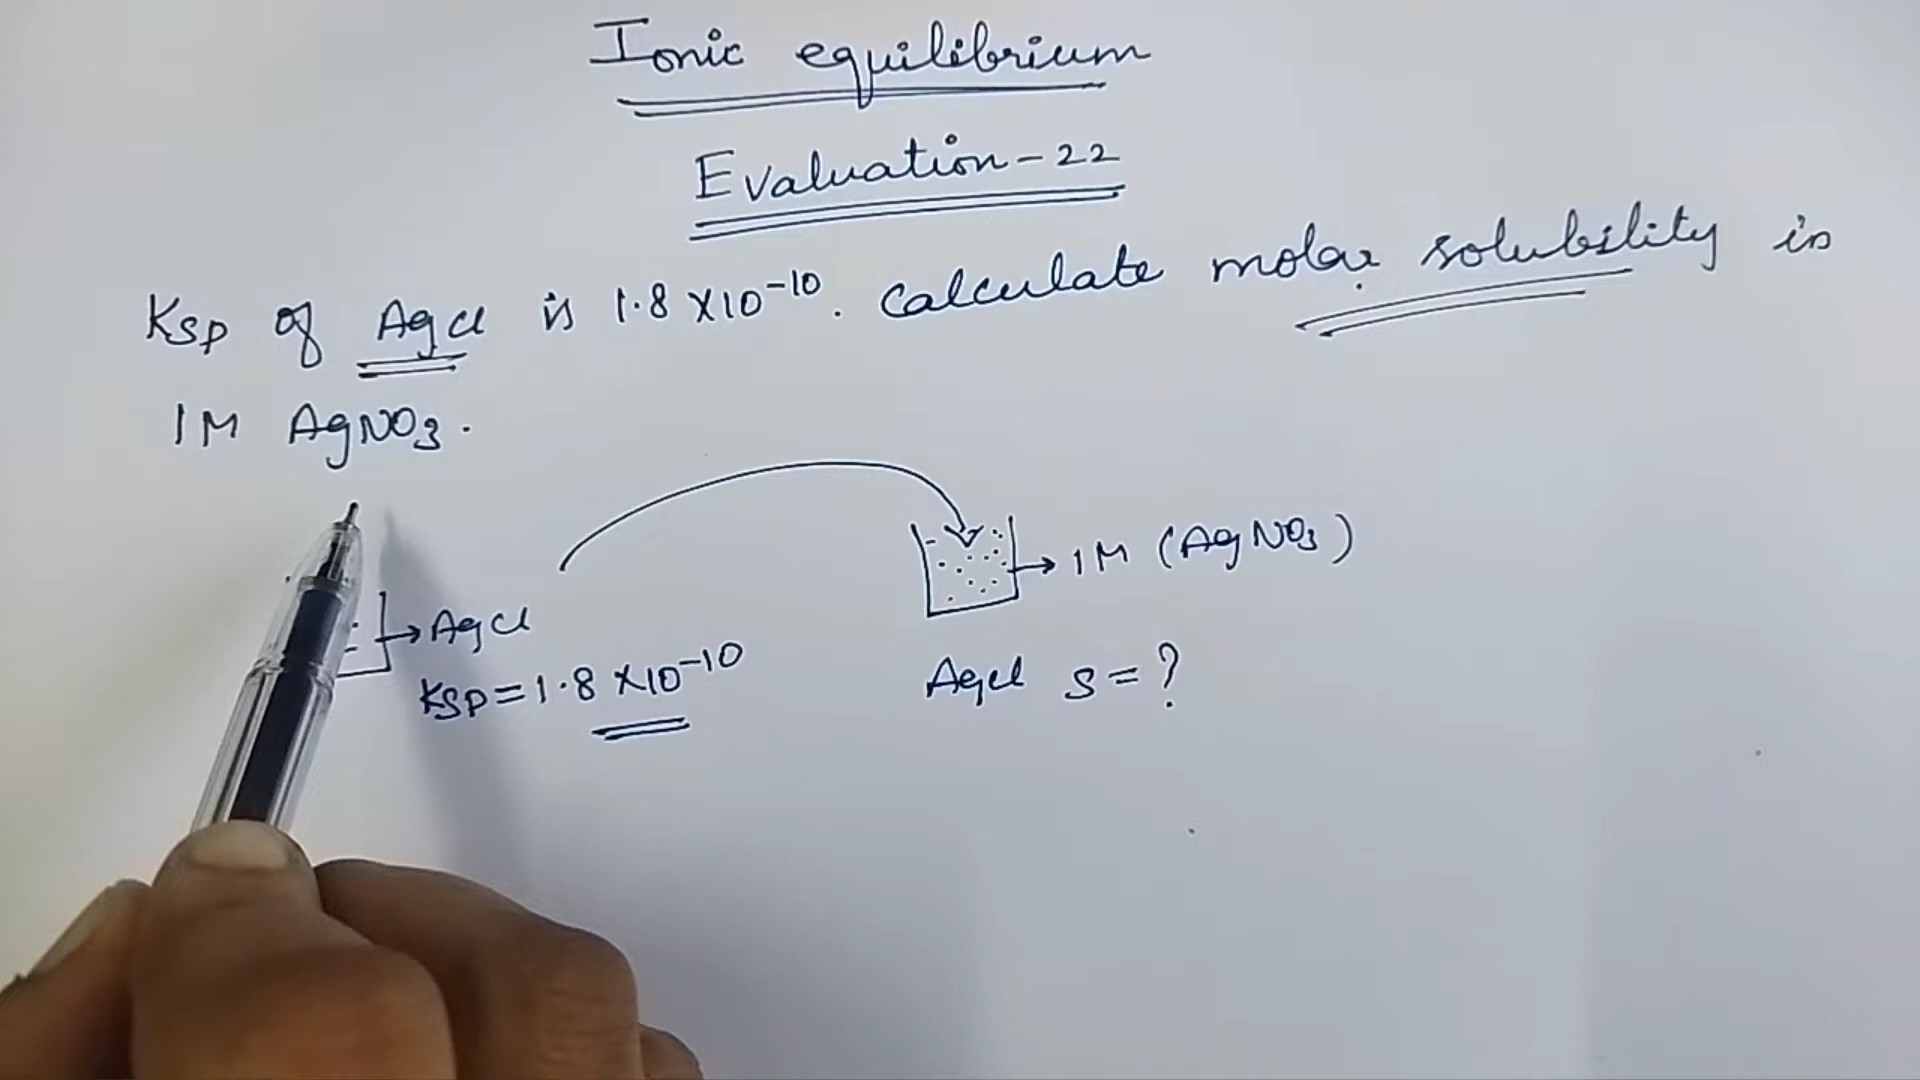 Ionic equilibrium
Evaluation-22
Ksp of AgCl is 1.8 X10⁻¹⁰. Calculate molar solubility in
1M AgNO₃.
→ 1M (AgNO₃)
→ AgCl
Ksp = 1.8 X10⁻¹⁰
AgCl S = ?